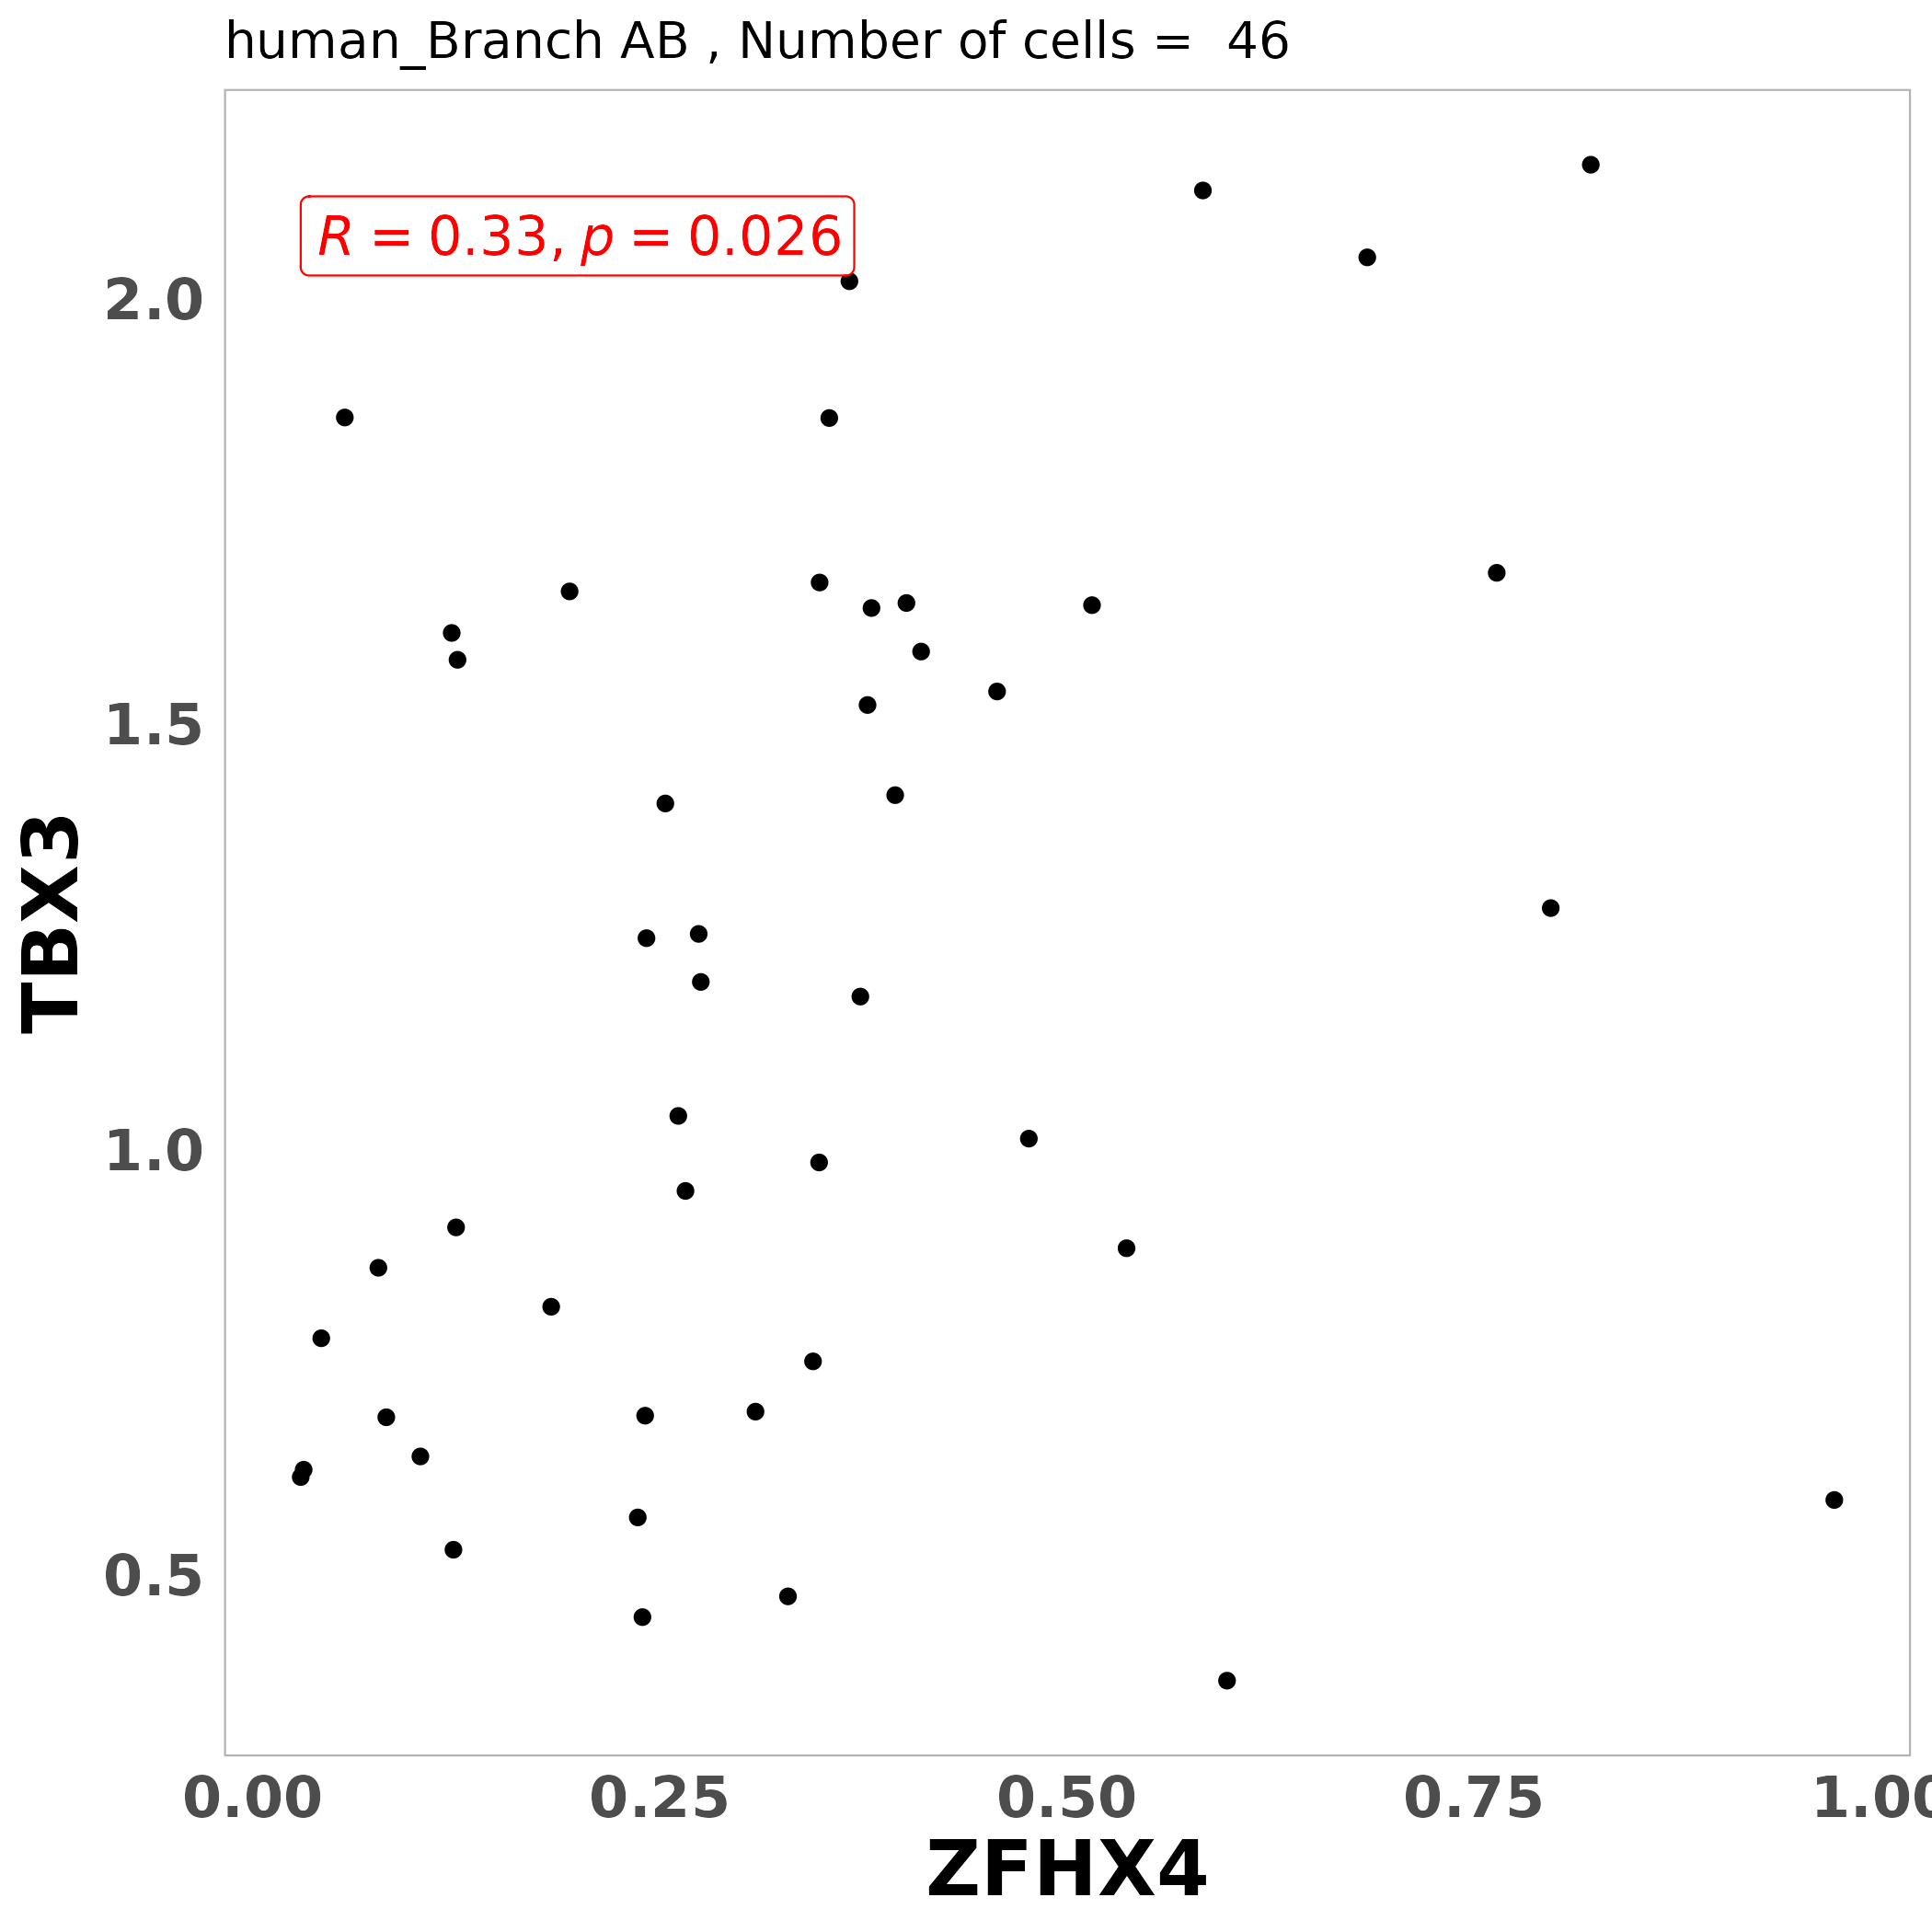 human_Branch AB , Number of cells =  46
R = 0.33, p = 0.026
2.0
1.5
1.0
0.5
TBX3
0.00 0.25 0.50 0.75 1.00
ZFHX4